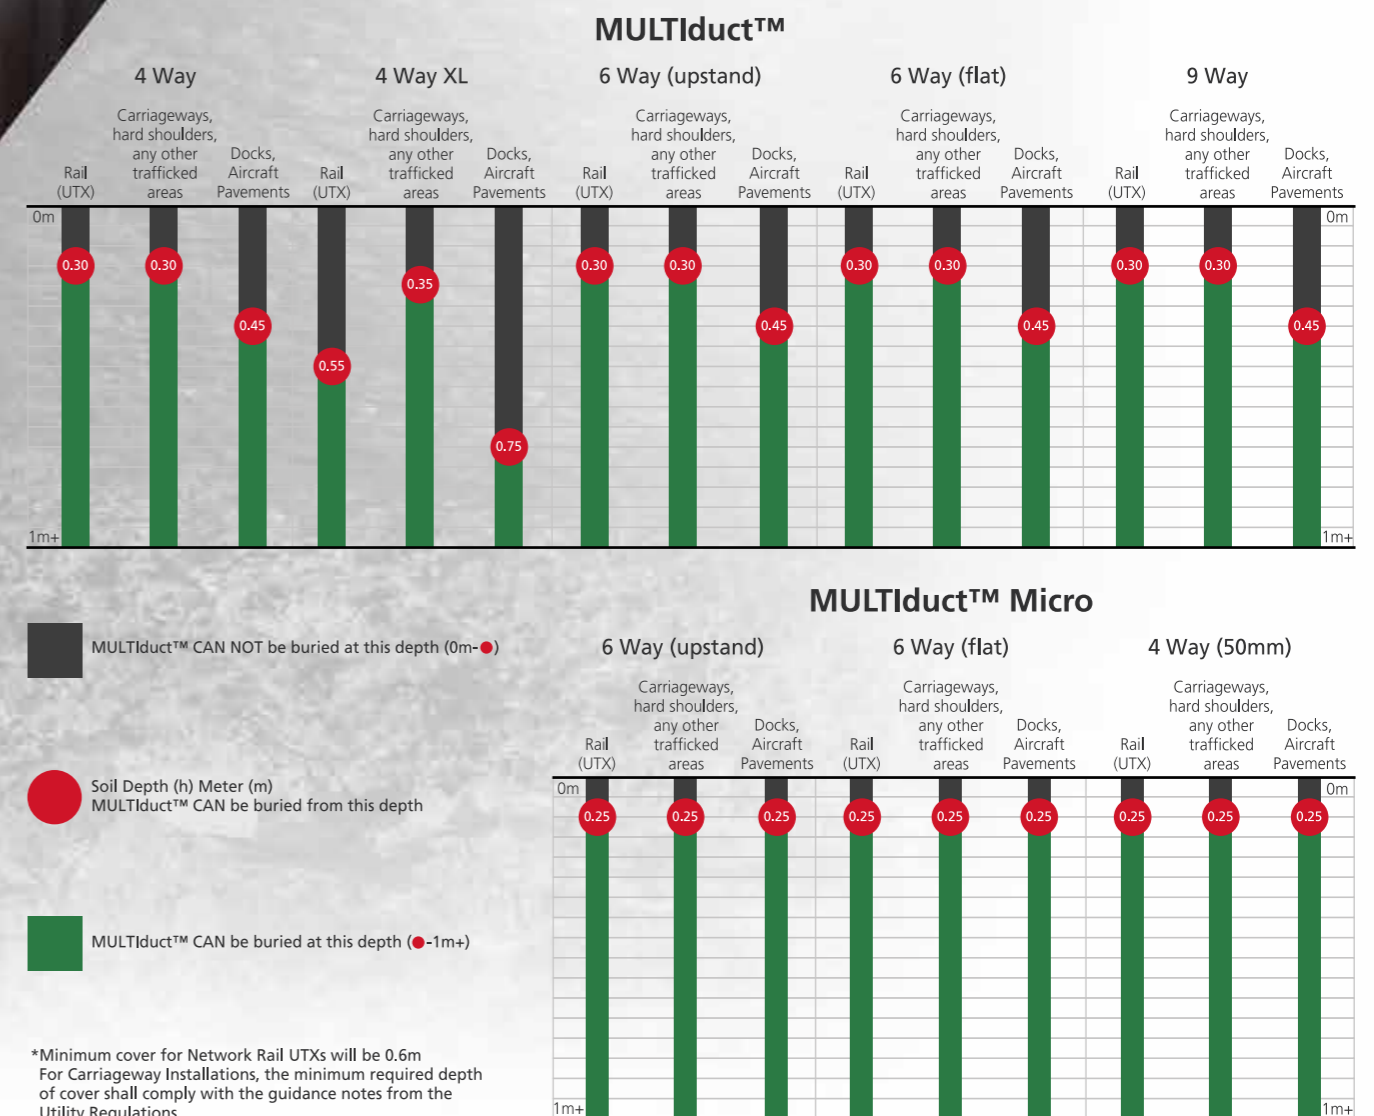 MULTIduct™
4 Way
4 Way XL
6 Way (upstand)
6 Way (flat)
9 Way
Rail
(UTX)
Carriageways,
hard shoulders,
any other
trafficked
areas
Docks,
Aircraft
Pavements
Rail
(UTX)
Carriageways,
hard shoulders,
any other
trafficked
areas
Docks,
Aircraft
Pavements
Rail
(UTX)
Carriageways,
hard shoulders,
any other
trafficked
areas
Docks,
Aircraft
Pavements
Rail
(UTX)
Carriageways,
hard shoulders,
any other
trafficked
areas
Docks,
Aircraft
Pavements
Rail
(UTX)
Carriageways,
hard shoulders,
any other
trafficked
areas
Docks,
Aircraft
Pavements
0m
0m
0.30
0.30
0.45
0.55
0.35
0.75
0.30
0.30
0.45
0.30
0.30
0.45
0.30
0.30
0.45
1m+
1m+
MULTIduct™ CAN NOT be buried at this depth (0m-●)
Soil Depth (h) Meter (m)
MULTIduct™ CAN be buried from this depth
MULTIduct™ CAN be buried at this depth (●-1m+)
*Minimum cover for Network Rail UTXs will be 0.6m
For Carriageway Installations, the minimum required depth
of cover shall comply with the guidance notes from the
Utility Regulations
MULTIduct™ Micro
6 Way (upstand)
6 Way (flat)
4 Way (50mm)
Rail
(UTX)
Carriageways,
hard shoulders,
any other
trafficked
areas
Docks,
Aircraft
Pavements
Rail
(UTX)
Carriageways,
hard shoulders,
any other
trafficked
areas
Docks,
Aircraft
Pavements
Rail
(UTX)
Carriageways,
hard shoulders,
any other
trafficked
areas
Docks,
Aircraft
Pavements
0m
0m
0.25
0.25
0.25
0.25
0.25
0.25
0.25
0.25
0.25
1m+
1m+